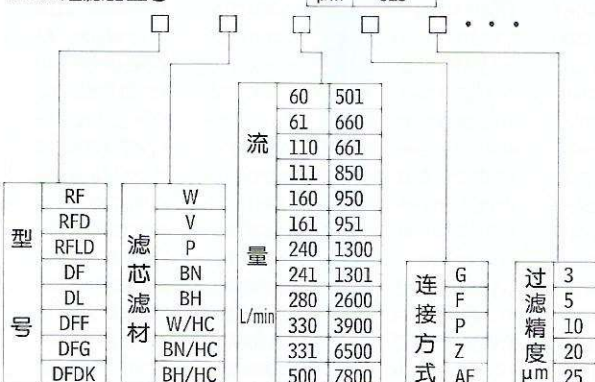 μm
□ □ □ □ □ ···
型号
RF
RFD
RFLD
DF
DL
DFF
DFG
DFDK
滤芯滤材
W
V
P
BN
BH
W/HC
BN/HC
BH/HC
流量 L/min
60 501
61 660
110 661
111 850
160 950
161 951
240 1300
241 1301
280 2600
330 3900
331 6500
500 7800
连接方式
G
F
P
Z
AF
过滤精度 μm
3
5
10
20
25